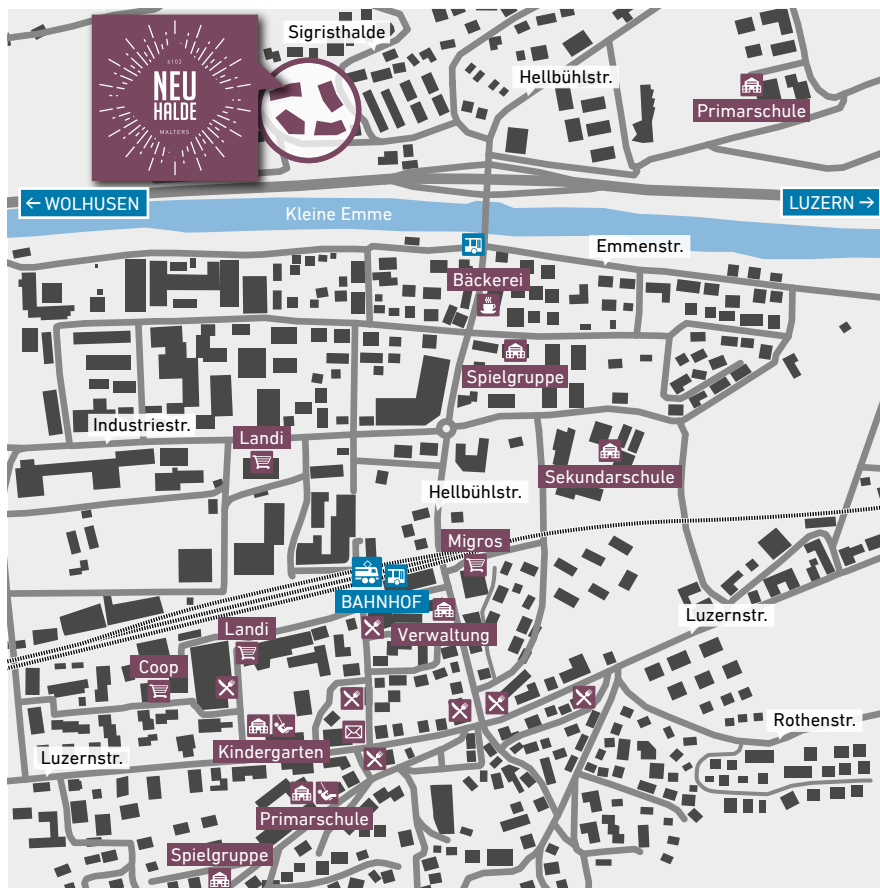 Sigristhalde
6102
NEU
HALDE
MALTERS
Hellbühlstr.
Primarschule
← WOLHUSEN
LUZERN →
Kleine Emme
Emmenstr.
Bäckerei
Spielgruppe
Industriestr.
Landi
Sekundarschule
Hellbühlstr.
Migros
BAHNHOF
Verwaltung
Luzernstr.
Landi
Coop
Rothenstr.
Kindergarten
Luzernstr.
Primarschule
Spielgruppe